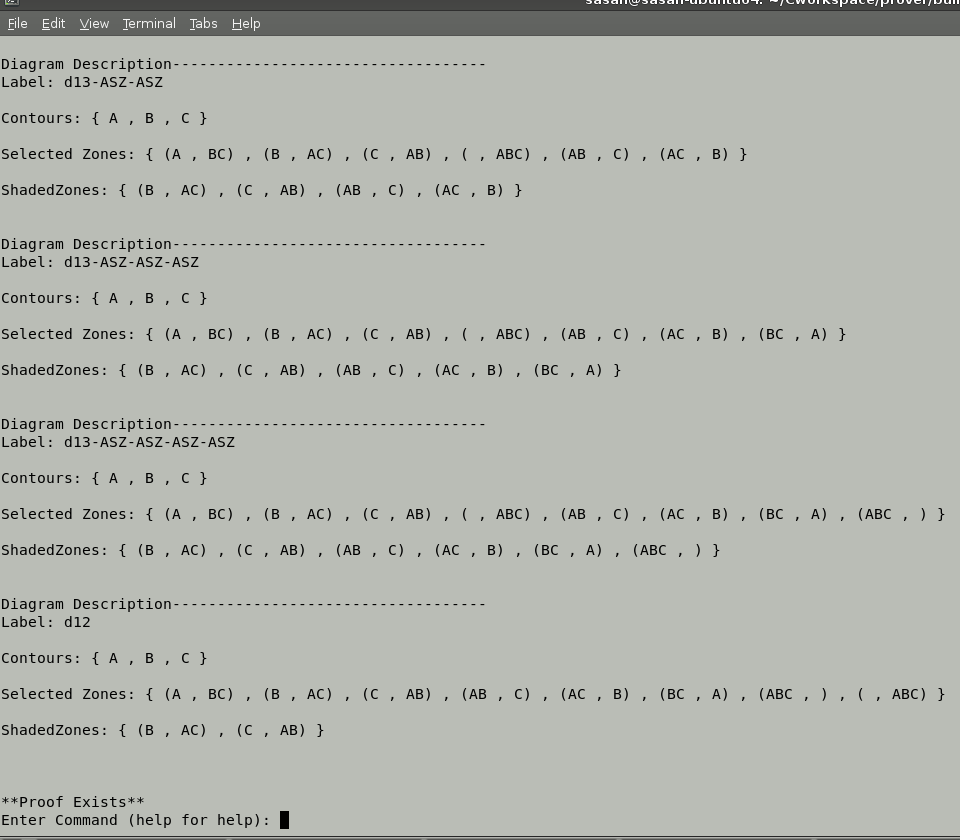 sasan@sasan-ubuntu64: ~/Cworkspace/prover/buil
File Edit View Terminal Tabs Help
Diagram Description-----------------------------------
Label: d13-ASZ-ASZ
Contours: { A , B , C }
Selected Zones: { (A , BC) , (B , AC) , (C , AB) , ( , ABC) , (AB , C) , (AC , B) }
ShadedZones: { (B , AC) , (C , AB) , (AB , C) , (AC , B) }
Diagram Description-----------------------------------
Label: d13-ASZ-ASZ-ASZ
Contours: { A , B , C }
Selected Zones: { (A , BC) , (B , AC) , (C , AB) , ( , ABC) , (AB , C) , (AC , B) , (BC , A) }
ShadedZones: { (B , AC) , (C , AB) , (AB , C) , (AC , B) , (BC , A) }
Diagram Description-----------------------------------
Label: d13-ASZ-ASZ-ASZ-ASZ
Contours: { A , B , C }
Selected Zones: { (A , BC) , (B , AC) , (C , AB) , ( , ABC) , (AB , C) , (AC , B) , (BC , A) , (ABC , ) }
ShadedZones: { (B , AC) , (C , AB) , (AB , C) , (AC , B) , (BC , A) , (ABC , ) }
Diagram Description-----------------------------------
Label: d12
Contours: { A , B , C }
Selected Zones: { (A , BC) , (B , AC) , (C , AB) , (AB , C) , (AC , B) , (BC , A) , (ABC , ) , ( , ABC) }
ShadedZones: { (B , AC) , (C , AB) }
**Proof Exists**
Enter Command (help for help):